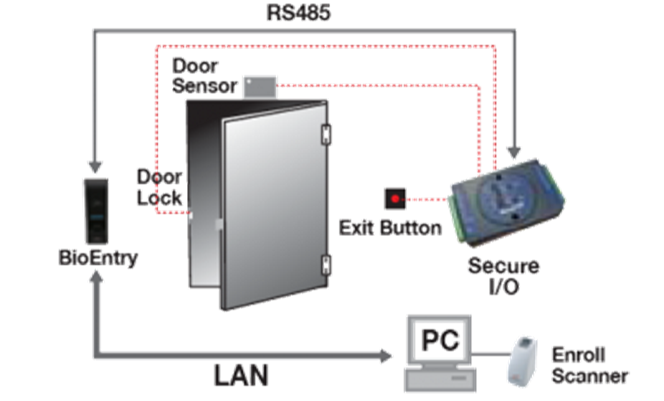 RS485
Door
Sensor
Door
Lock
BioEntry
Exit Button
Secure
I/O
PC
LAN
Enroll
Scanner